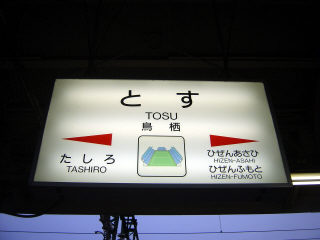 とす
TOSU
鳥栖
たしろ
TASHIRO
ひぜんあさひ
HIZEN-ASAHI
ひぜんふもと
HIZEN-FUMOTO